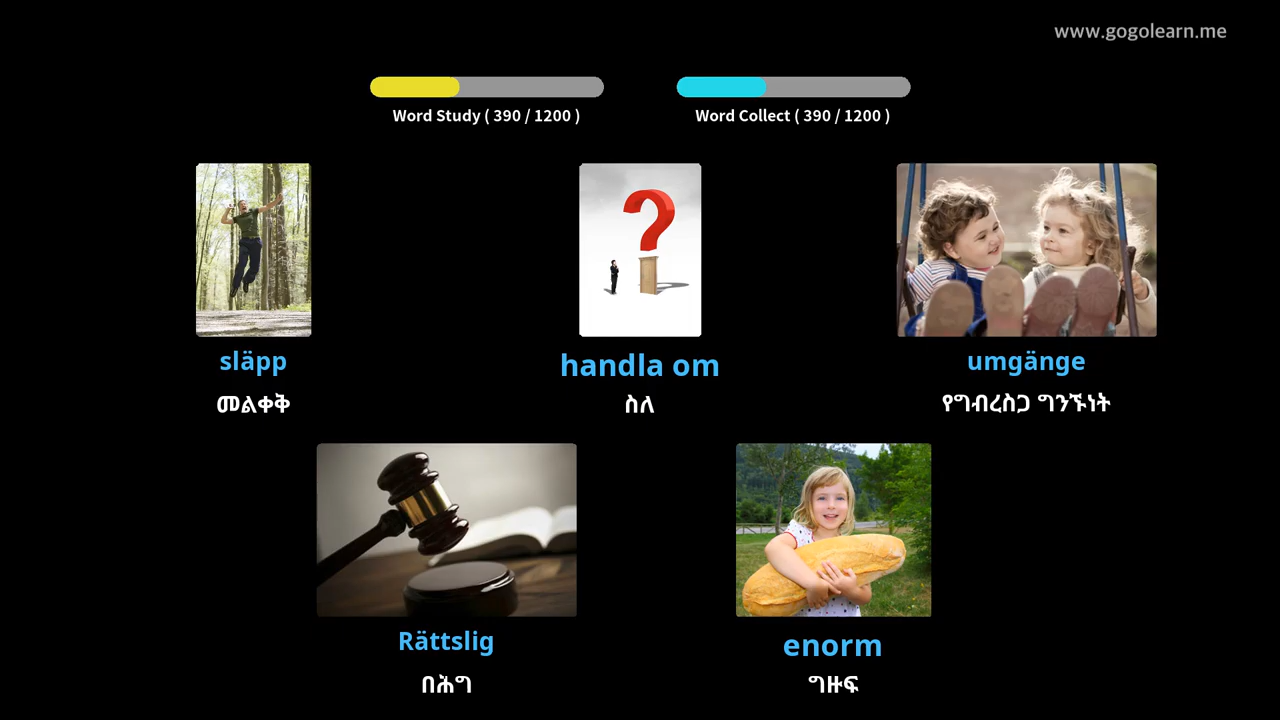 www.gogolearn.me
Word Study ( 390 / 1200 )
Word Collect ( 390 / 1200 )
släpp
መልቀቅ
handla om
ስለ
umgänge
የግብረስጋ ግንኙነት
Rättslig
በሕግ
enorm
ግዙፍ